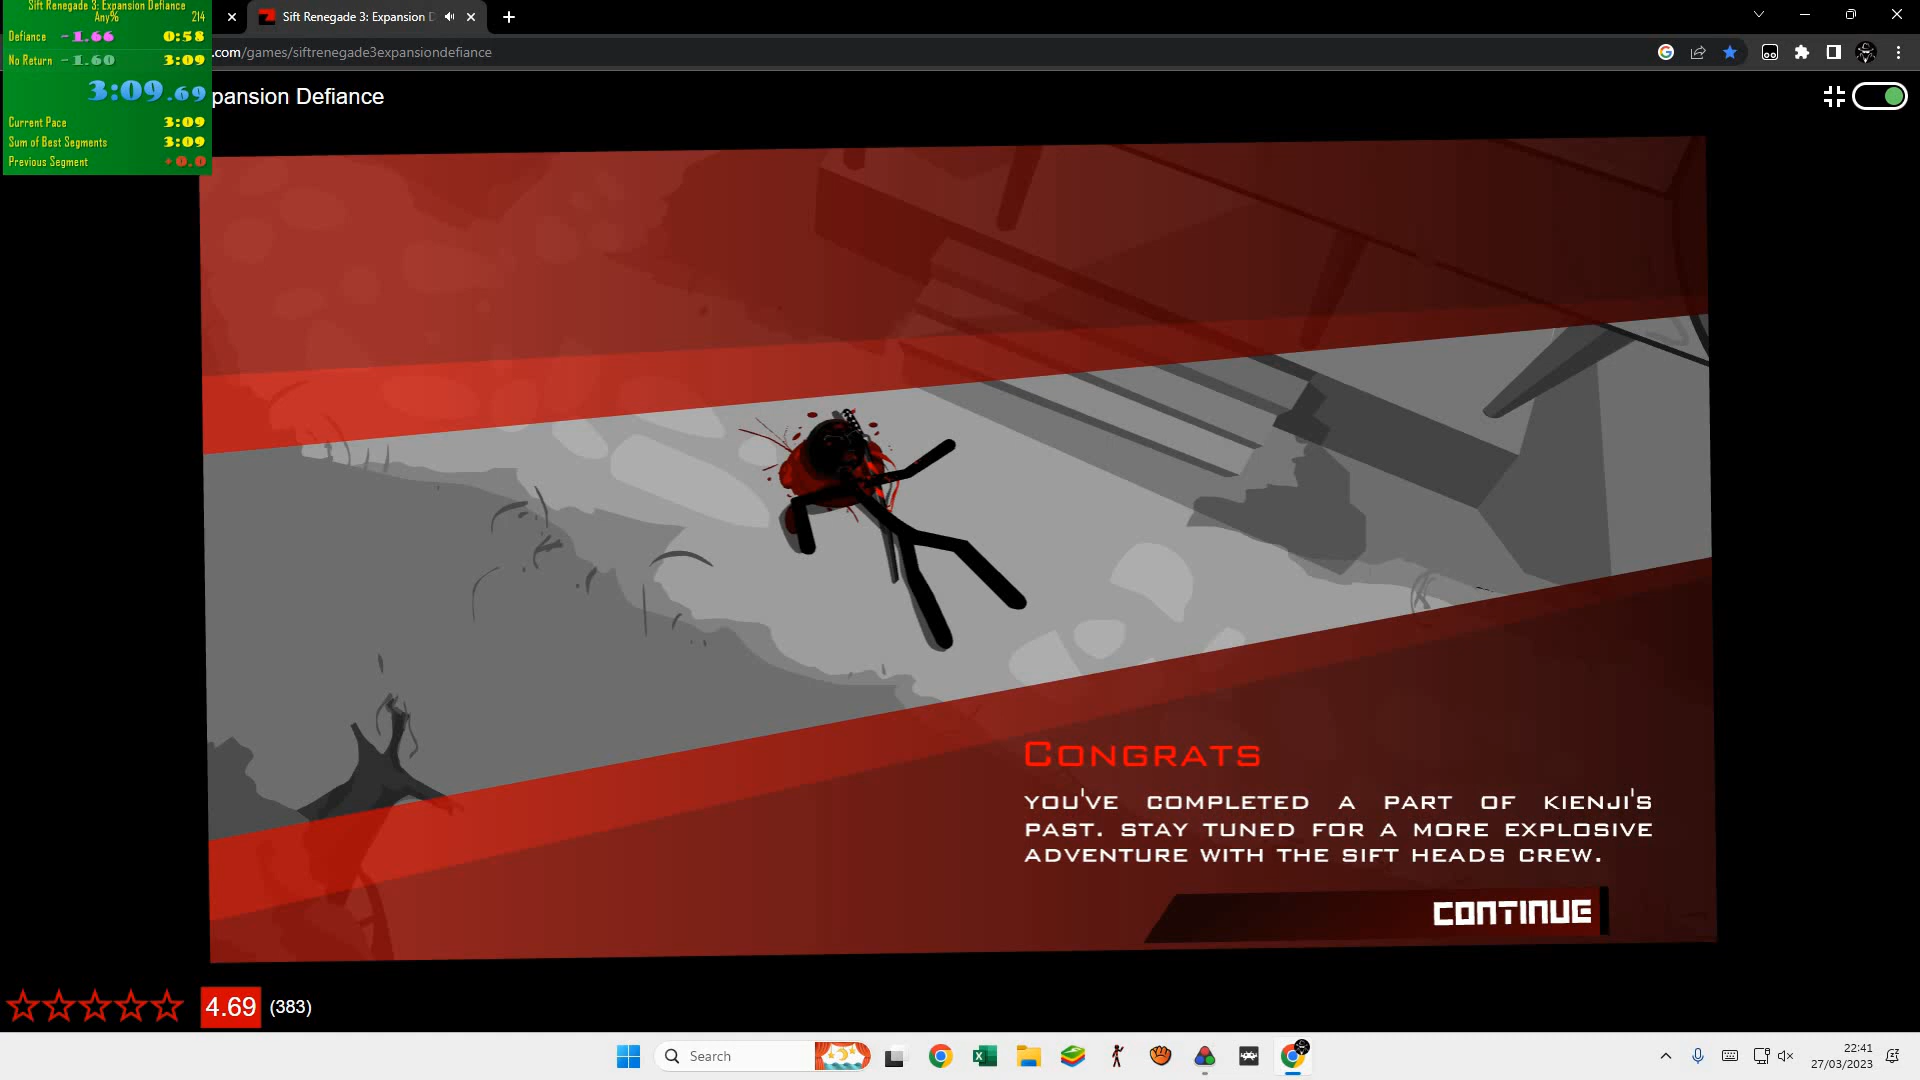 Sift Renegade 3: Expansion Defiance
Any%
214
Defiance -1.66 0:58
No Return -1.60 3:09
3:09.69
Current Pace 3:09
Sum of Best Segments 3:09
Previous Segment +0.0
Sift Renegade 3: Expansion D
.com/games/siftrenegade3expansiondefiance
pansion Defiance
CONGRATS
YOU'VE COMPLETED A PART OF KIENJI'S
PAST. STAY TUNED FOR A MORE EXPLOSIVE
ADVENTURE WITH THE SIFT HEADS CREW.
CONTINUE
4.69 (383)
Search
22:41
27/03/2023